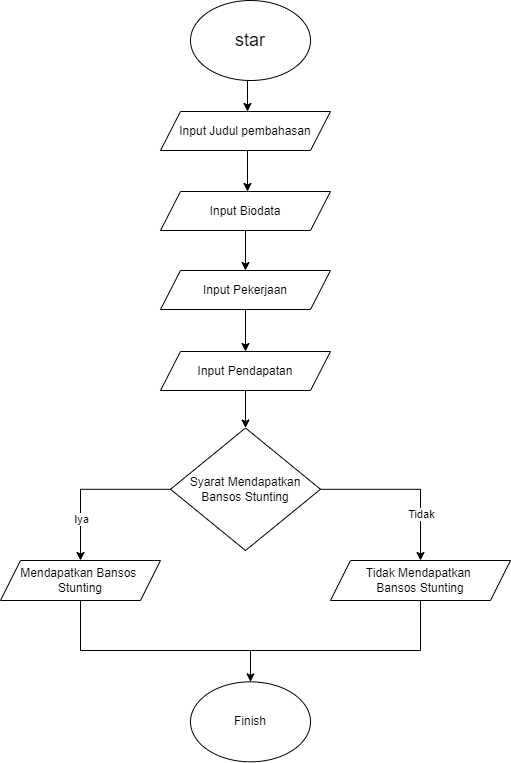 star
Input Judul pembahasan
Input Biodata
Input Pekerjaan
Input Pendapatan
Syarat Mendapatkan
Bansos Stunting
Iya
Tidak
Mendapatkan Bansos
Stunting
Tidak Mendapatkan
Bansos Stunting
Finish